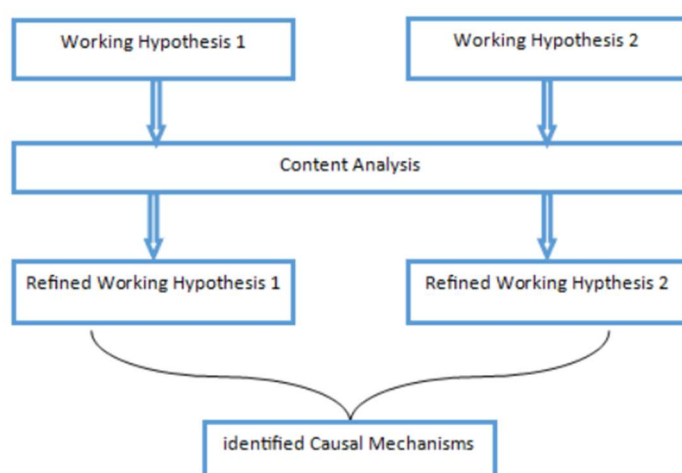 Working Hypothesis 1
Working Hypothesis 2
Content Analysis
Refined Working Hypothesis 1
Refined Working Hypthesis 2
identified Causal Mechanisms